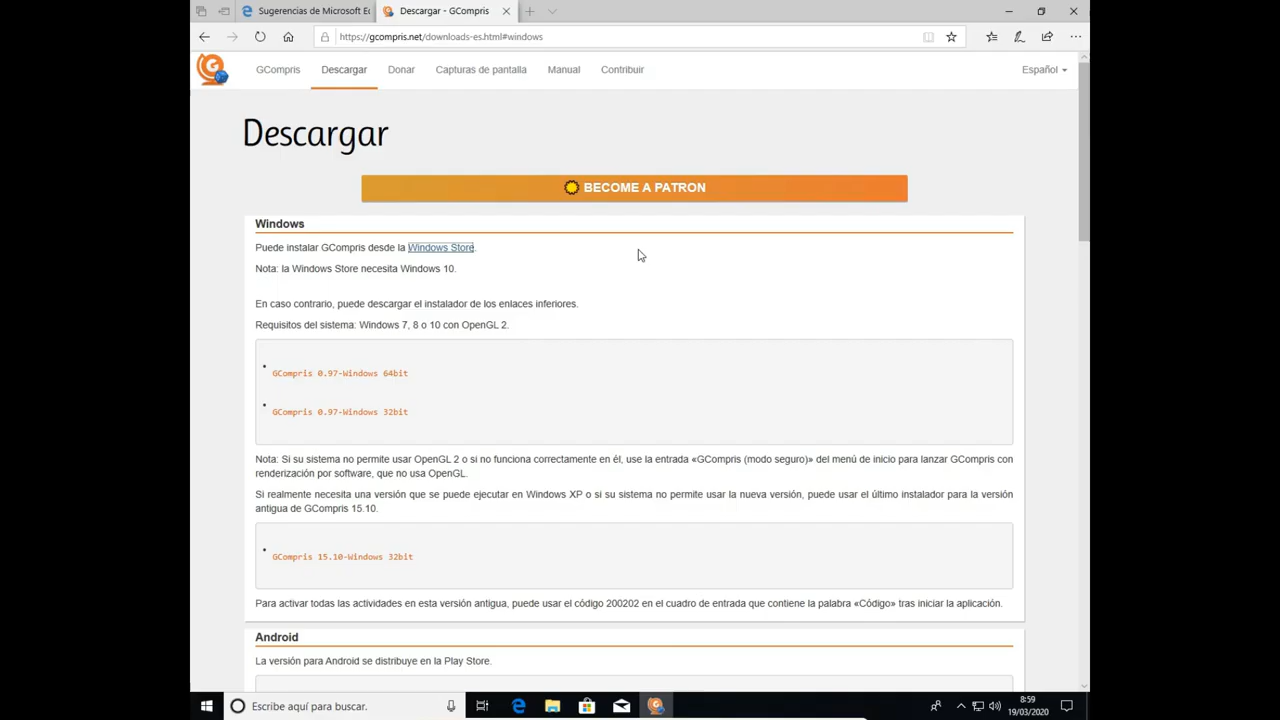 Sugerencias de Microsoft Ec
Descargar - GCompris
https://gcompris.net/downloads-es.html#windows
GCompris
Descargar
Donar
Capturas de pantalla
Manual
Contribuir
Español
Descargar
BECOME A PATRON
Windows
Puede instalar GCompris desde la Windows Store.
Nota: la Windows Store necesita Windows 10.
En caso contrario, puede descargar el instalador de los enlaces inferiores.
Requisitos del sistema: Windows 7, 8 o 10 con OpenGL 2.
• GCompris 0.97-Windows 64bit
• GCompris 0.97-Windows 32bit
Nota: Si su sistema no permite usar OpenGL 2 o si no funciona correctamente en él, use la entrada «GCompris (modo seguro)» del menú de inicio para lanzar GCompris con
renderización por software, que no usa OpenGL.
Si realmente necesita una versión que se puede ejecutar en Windows XP o si su sistema no permite usar la nueva versión, puede usar el último instalador para la versión
antigua de GCompris 15.10.
• GCompris 15.10-Windows 32bit
Para activar todas las actividades en esta versión antigua, puede usar el código 200202 en el cuadro de entrada que contiene la palabra «Código» tras iniciar la aplicación.
Android
La versión para Android se distribuye en la Play Store.
Escribe aquí para buscar.
8:59
19/03/2020